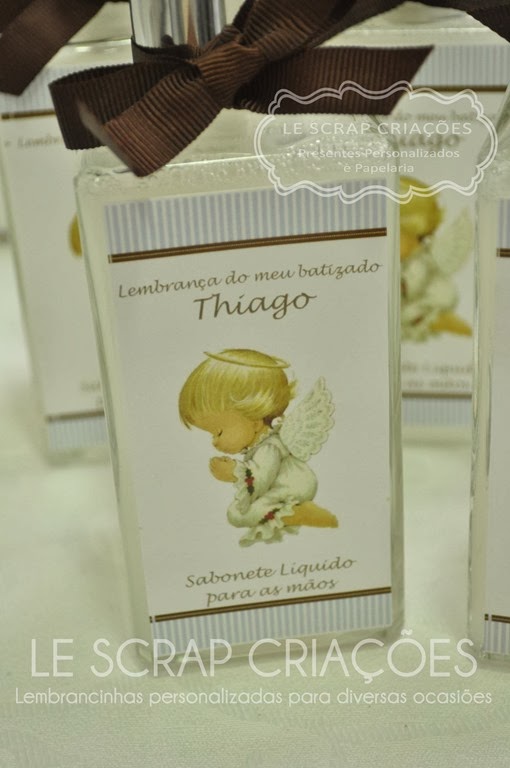 LE SCRAP CRIAÇÕES
Presentes Personalizados
e Papelaria
Lembrança do meu batizado
Thiago
Sabonete Liquido
para as mãos
LE SCRAP CRIAÇÕES
Lembrancinhas personalizadas para diversas ocasiões